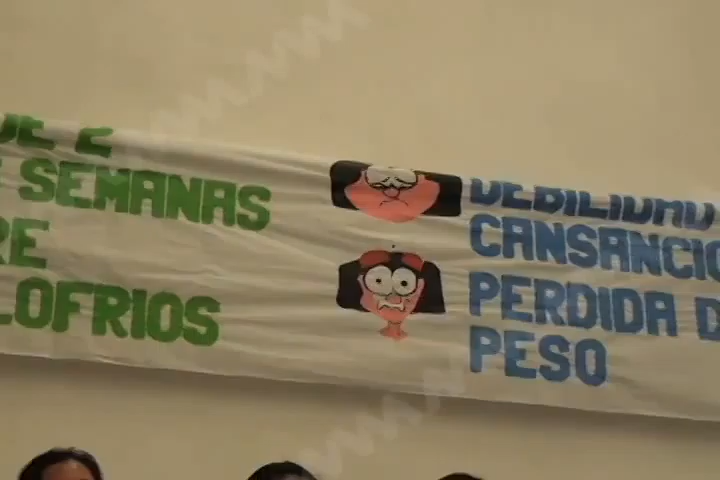 DE 2
SEMANAS
RE
LOFRIOS
DEBILIDAD
CANSANCIO
PERDIDA D
PESO